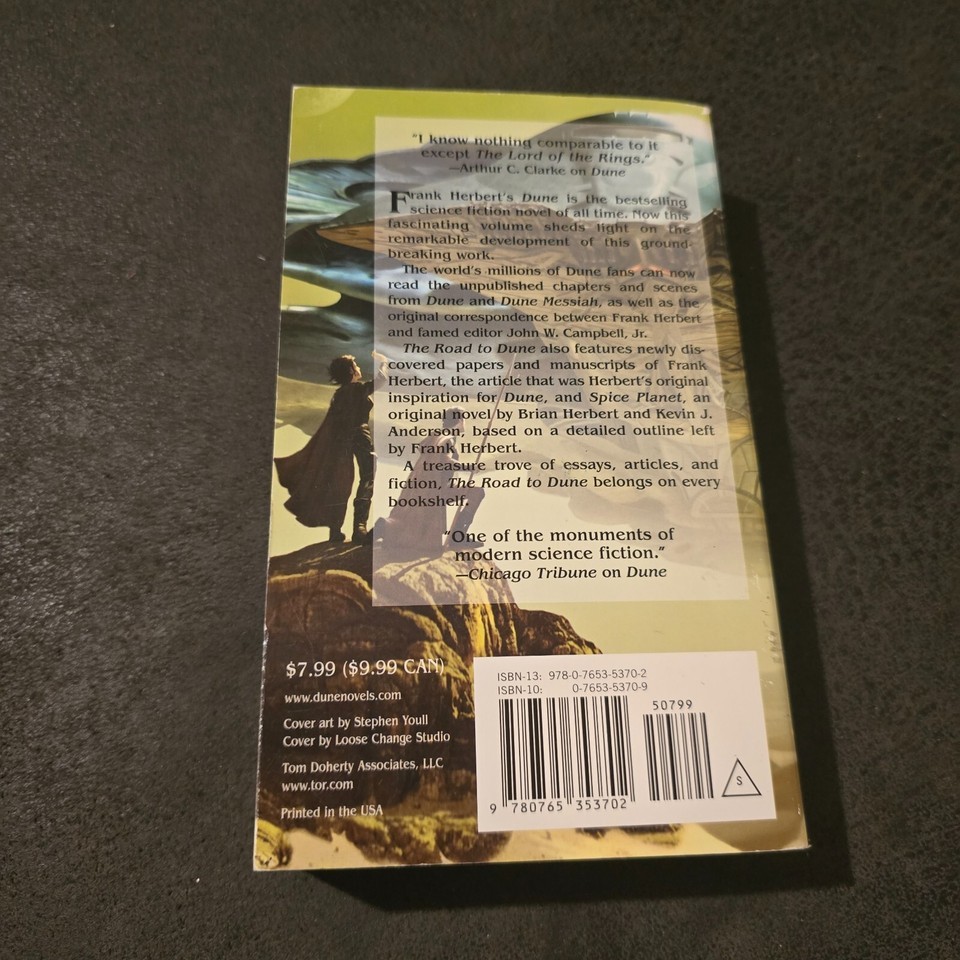 "I know nothing comparable to it
except The Lord of the Rings."
—Arthur C. Clarke on Dune
Frank Herbert's Dune is the bestselling
science fiction novel of all time. Now this
fascinating volume sheds light on the
remarkable development of this ground-
breaking work.
The world's millions of Dune fans can now
read the unpublished chapters and scenes
from Dune and Dune Messiah, as well as the
original correspondence between Frank Herbert
and famed editor John W. Campbell, Jr.
The Road to Dune also features newly dis-
covered papers and manuscripts of Frank
Herbert, the article that was Herbert's original
inspiration for Dune, and Spice Planet, an
original novel by Brian Herbert and Kevin J.
Anderson, based on a detailed outline left
by Frank Herbert.
A treasure trove of essays, articles, and
fiction, The Road to Dune belongs on every
bookshelf.
"One of the monuments of
modern science fiction."
—Chicago Tribune on Dune
$7.99 ($9.99 CAN)
www.dunenovels.com
Cover art by Stephen Youll
Cover by Loose Change Studio
Tom Doherty Associates, LLC
www.tor.com
Printed in the USA
ISBN-13: 978-0-7653-5370-2
ISBN-10: 0-7653-5370-9
50799
S
9 780765 353702